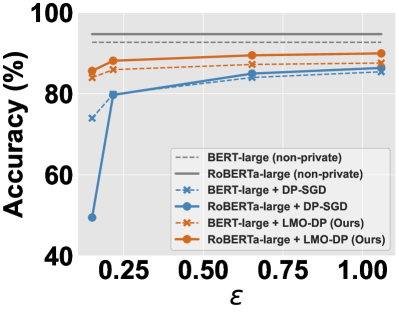 Accuracy (%)
100
80
60
40
BERT-large (non-private)
RoBERTa-large (non-private)
BERT-large + DP-SGD
RoBERTa-large + DP-SGD
BERT-large + LMO-DP (Ours)
RoBERTa-large + LMO-DP (Ours)
0.25 0.50 0.75 1.00
ε